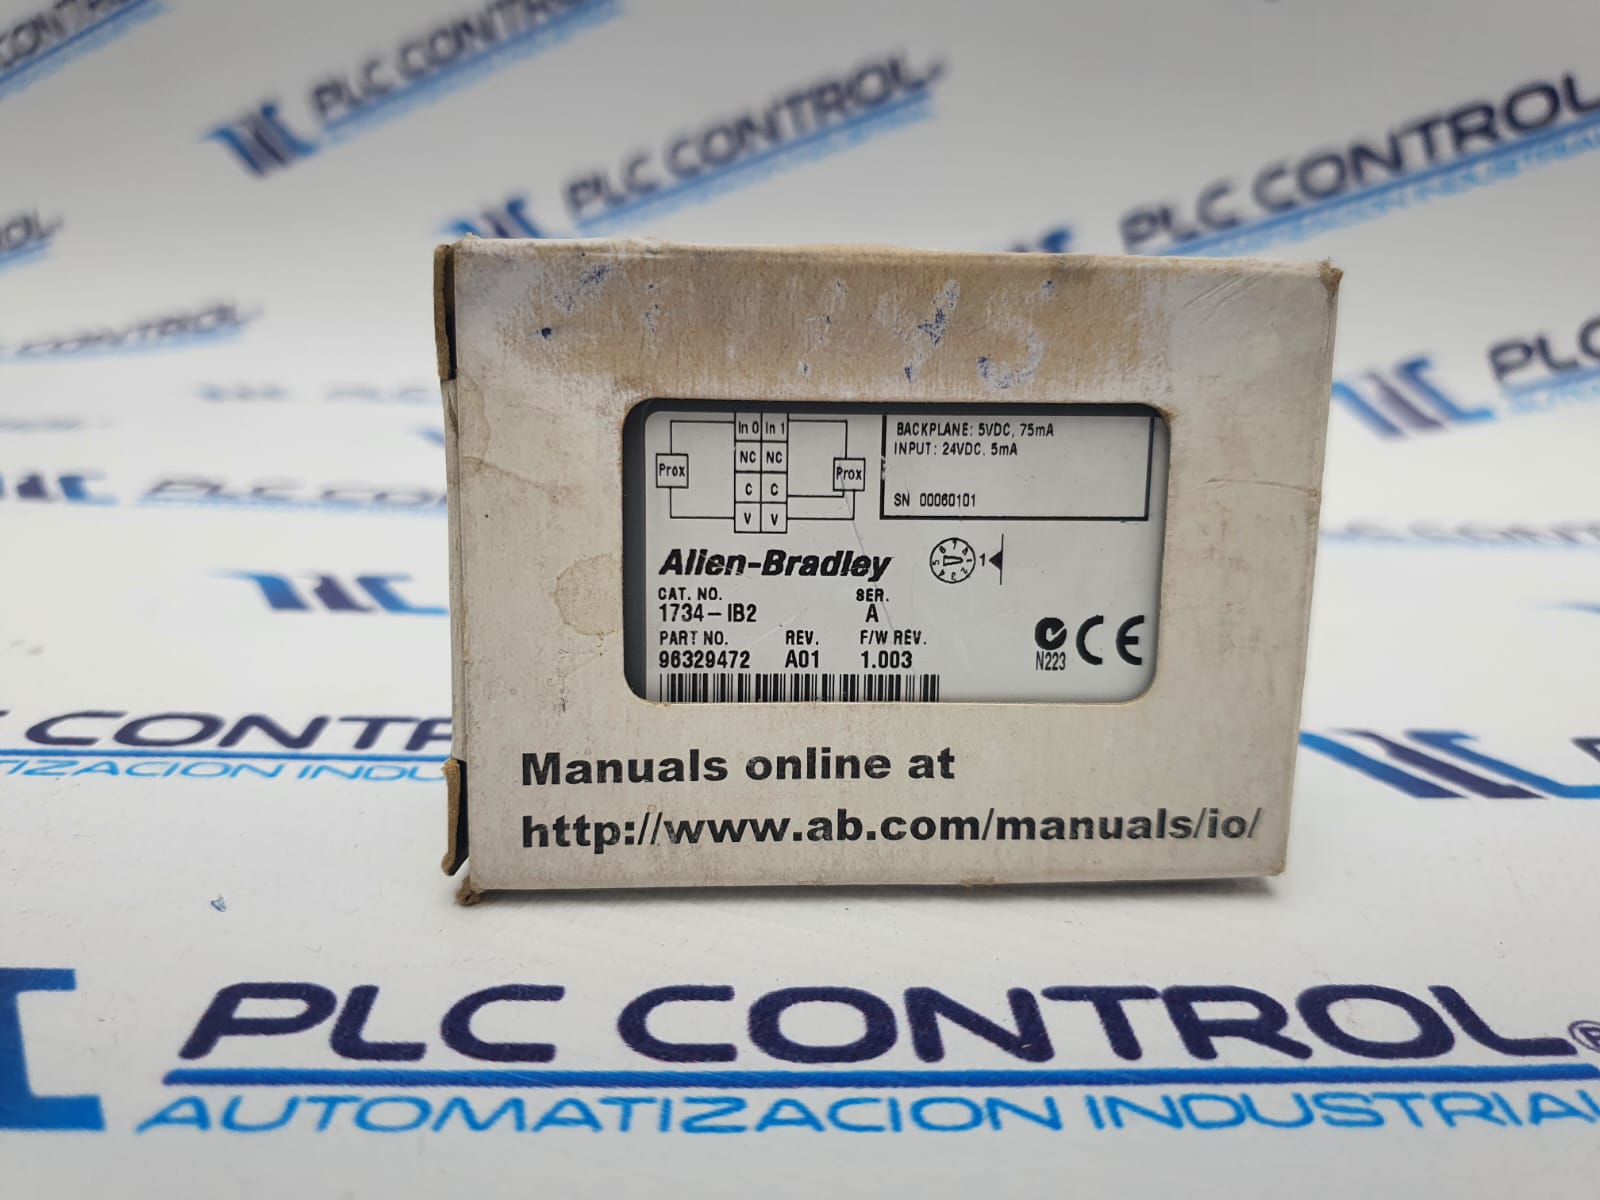 PLC CONTROL
PLC CONTROL
PLC CONTROL
In 0 In 1
NC NC
C C
V V
Prox
Prox
BACKPLANE: 5VDC, 75mA
INPUT: 24VDC, 5mA
SN 00060101
Allen-Bradley
1
CAT. NO. SER.
1734-IB2 A
PART NO. REV. F/W REV.
96329472 A01 1.003
N223
CE
Manuals online at
http://www.ab.com/manuals/io/
PLC CONTROL®
AUTOMATIZACION INDUSTRIAL